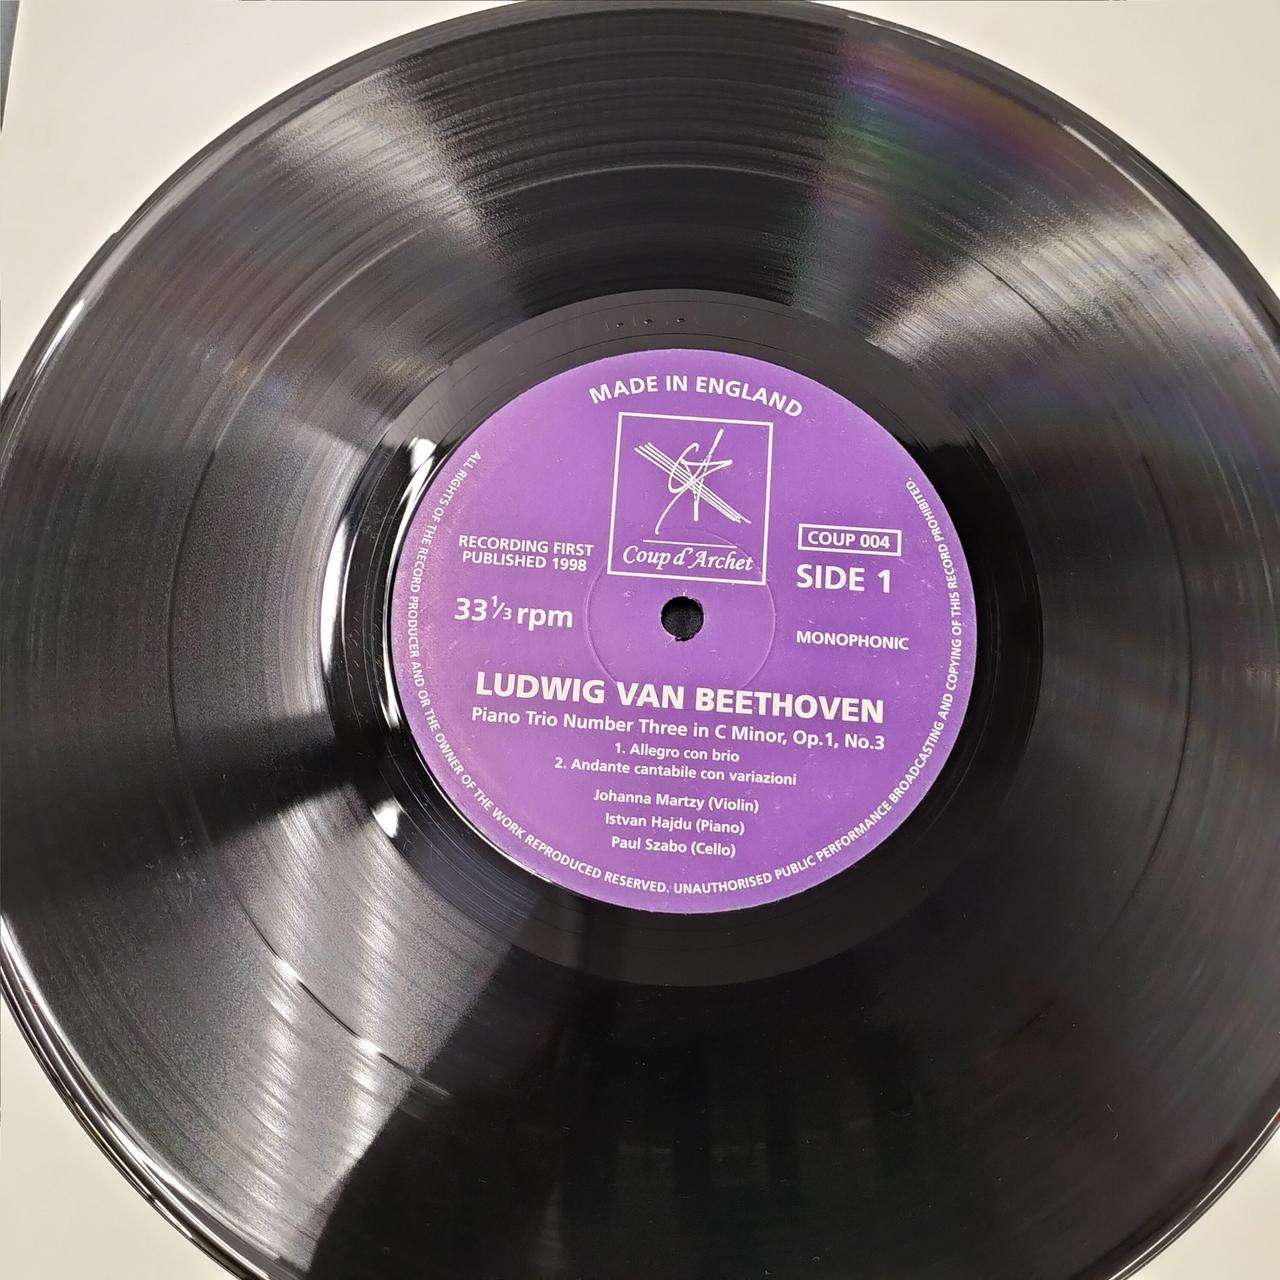 MADE IN ENGLAND
Coup d'Archet
RECORDING FIRST
PUBLISHED 1998
33 1/3 rpm
COUP 004
SIDE 1
MONOPHONIC
LUDWIG VAN BEETHOVEN
Piano Trio Number Three in C Minor, Op.1, No.3
1. Allegro con brio
2. Andante cantabile con variazioni
Johanna Martzy (Violin)
Istvan Hajdu (Piano)
Paul Szabo (Cello)
ALL RIGHTS OF THE RECORD PRODUCER AND OR THE OWNER OF THE WORK REPRODUCED RESERVED. UNAUTHORISED PUBLIC PERFORMANCE BROADCASTING AND COPYING OF THIS RECORD PROHIBITED.